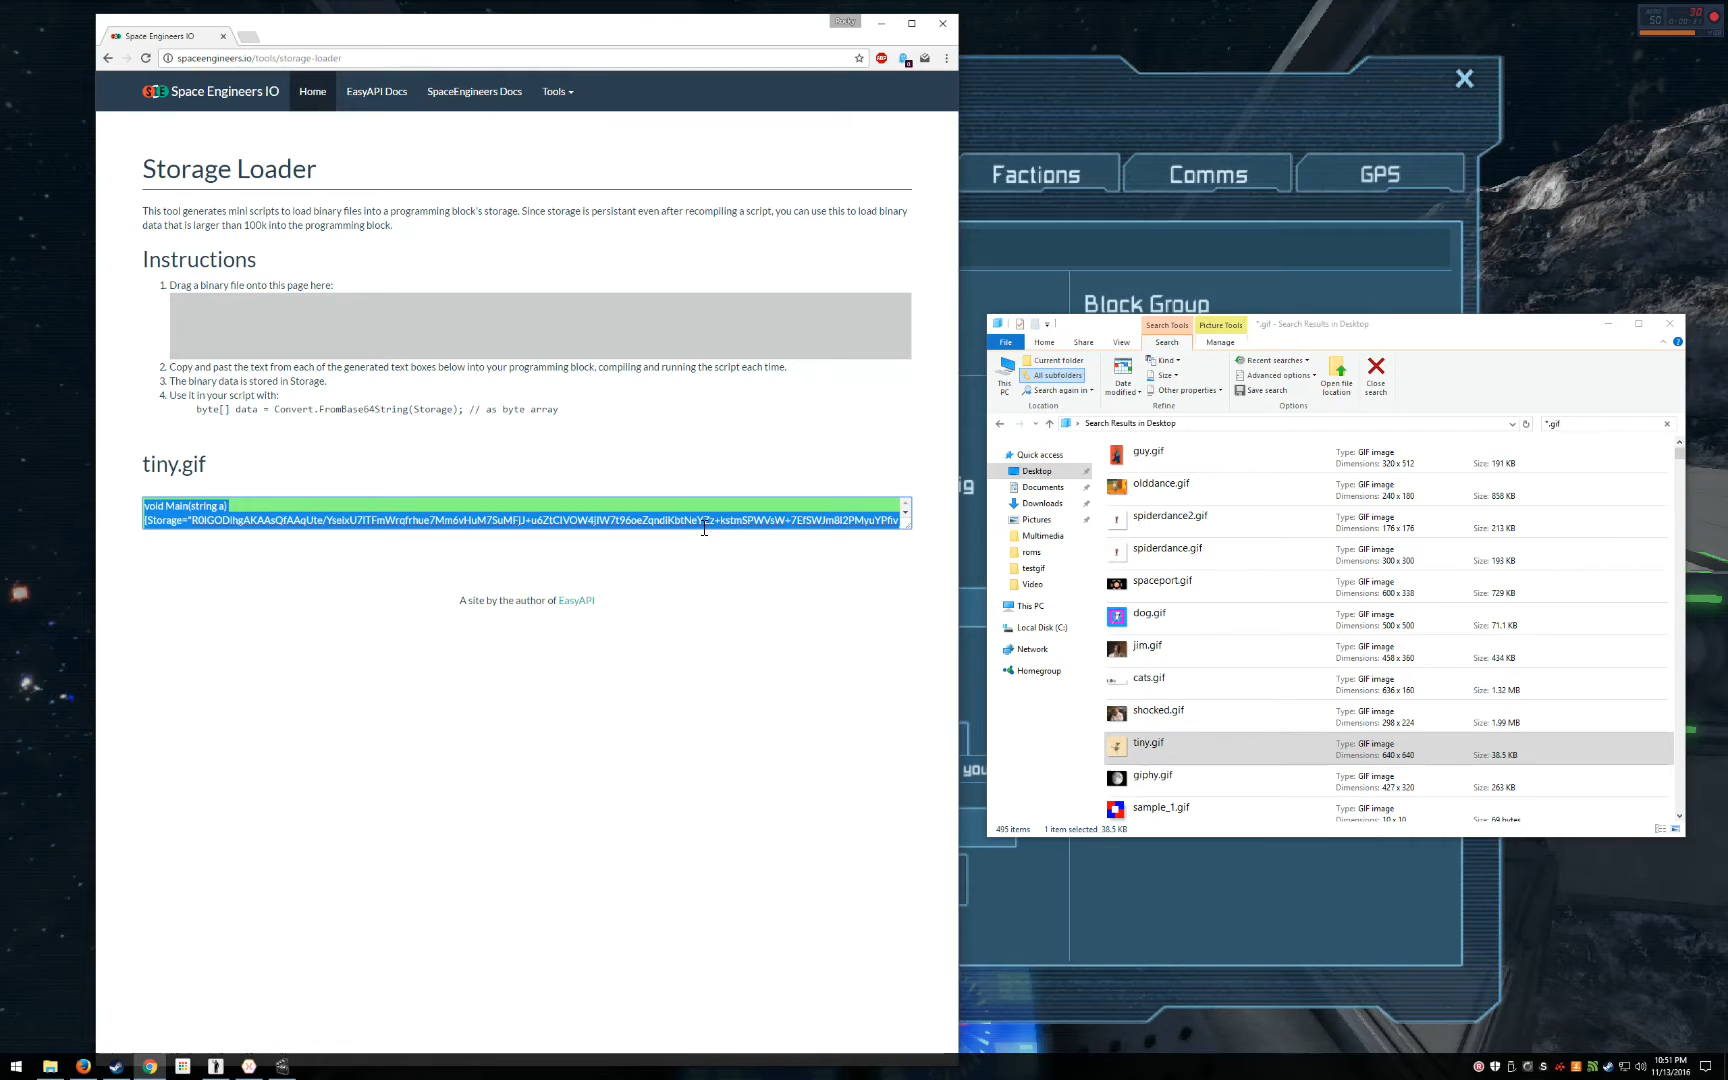 Rocky
Space Engineers IO
spaceengineers.io/tools/storage-loader
Space Engineers IO
Home
EasyAPI Docs
SpaceEngineers Docs
Tools
Storage Loader
This tool generates mini scripts to load binary files into a programming block's storage. Since storage is persistant even after recompiling a script, you can use this to load binary
data that is larger than 100k into the programming block.
Instructions
1. Drag a binary file onto this page here:
2. Copy and past the text from each of the generated text boxes below into your programming block, compiling and running the script each time.
3. The binary data is stored in Storage.
4. Use it in your script with:
byte[] data = Convert.FromBase64String(Storage); // as byte array
tiny.gif
void Main(string a)
A site by the author of EasyAPI
Factions
Comms
GPS
Block Group
Search Tools
Picture Tools
*.gif - Search Results in Desktop
File
Home
Share
View
Search
Manage
This PC
Current folder
All subfolders
Search again in
Location
Date modified
Kind
Size
Other properties
Refine
Recent searches
Advanced options
Save search
Options
Open file location
Close search
Search Results in Desktop
*.gif
Quick access
Desktop
Documents
Downloads
Pictures
Multimedia
roms
testgif
Video
This PC
Local Disk (C:)
Network
Homegroup
guy.gif
Type: GIF image
Dimensions: 320 x 512
Size: 191 KB
olddance.gif
Type: GIF image
Dimensions: 240 x 180
Size: 858 KB
spiderdance2.gif
Type: GIF image
Dimensions: 176 x 176
Size: 213 KB
spiderdance.gif
Type: GIF image
Dimensions: 300 x 300
Size: 193 KB
spaceport.gif
Type: GIF image
Dimensions: 600 x 338
Size: 729 KB
dog.gif
Type: GIF image
Dimensions: 500 x 500
Size: 71.1 KB
jim.gif
Type: GIF image
Dimensions: 458 x 360
Size: 434 KB
cats.gif
Type: GIF image
Dimensions: 636 x 160
Size: 1.32 MB
shocked.gif
Type: GIF image
Dimensions: 298 x 224
Size: 1.99 MB
tiny.gif
Type: GIF image
Dimensions: 640 x 640
Size: 38.5 KB
giphy.gif
Type: GIF image
Dimensions: 427 x 320
Size: 263 KB
sample_1.gif
Type: GIF image
Dimensions: 10 x 10
Size: 69 bytes
495 items
1 item selected 38.5 KB
ig
you
30
50
10:51 PM
11/13/2016